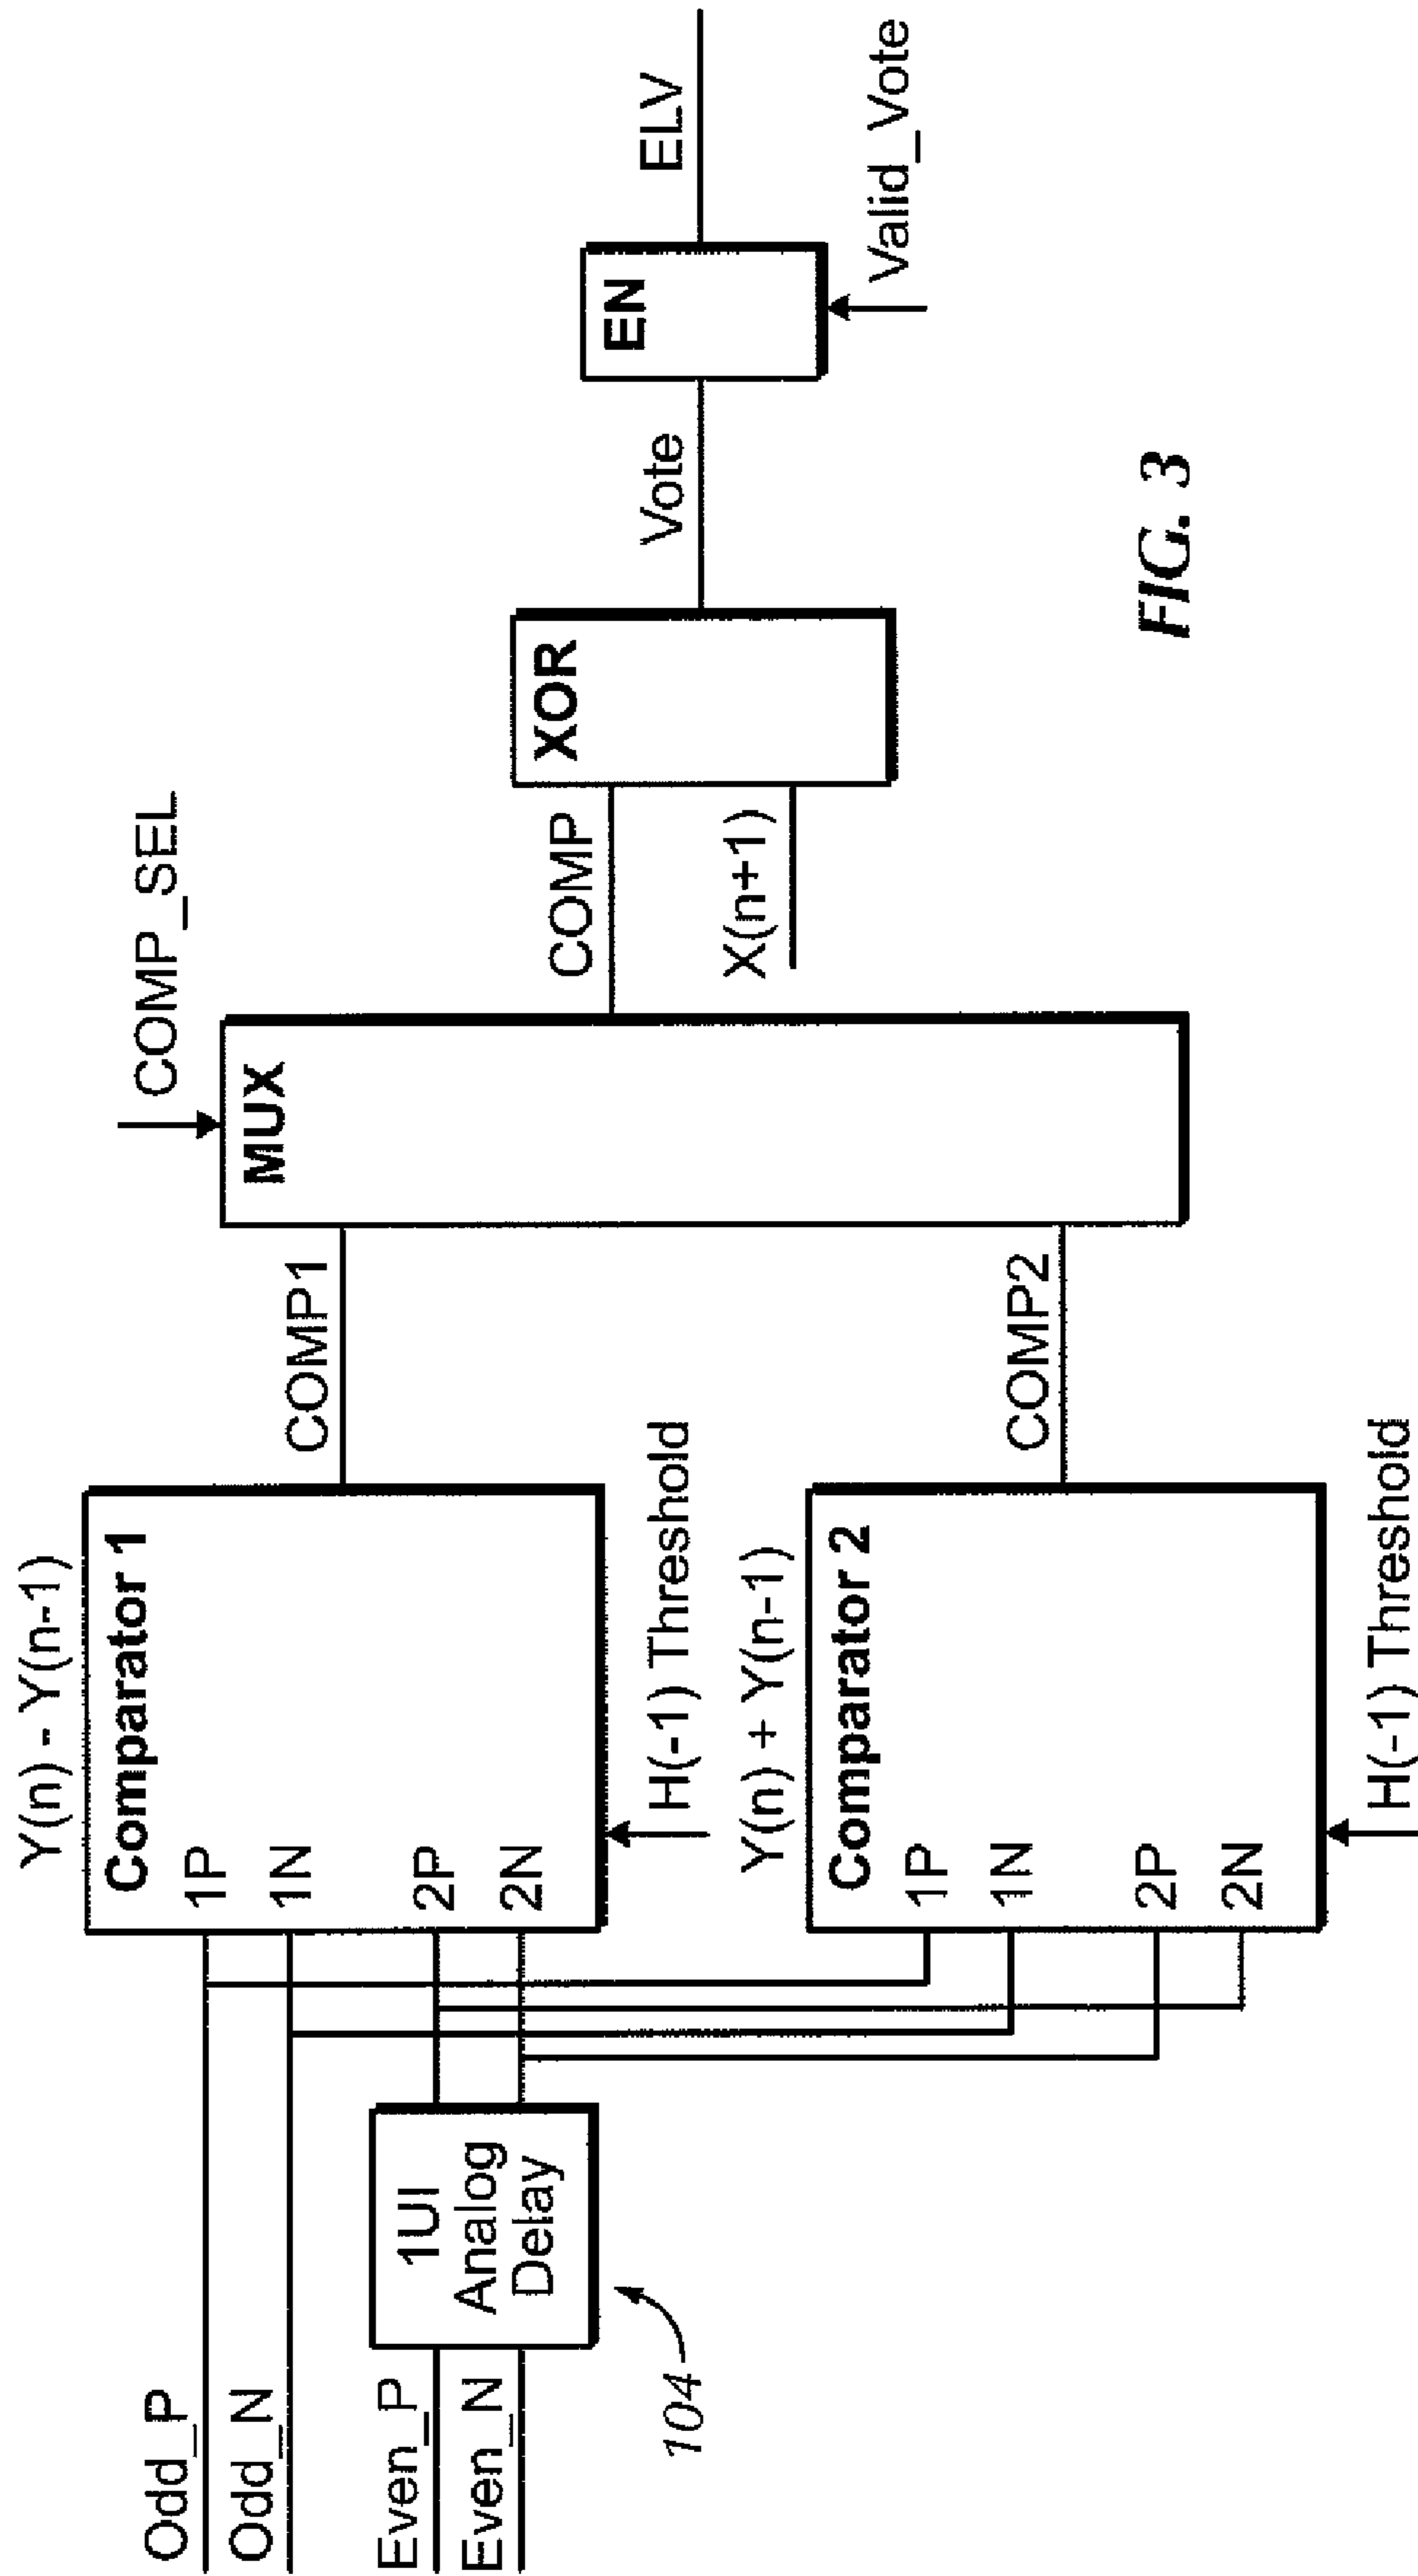 Y(n) - Y(n-1)
Comparator 1
Odd_P
1P
Odd_N
1N
Even_P
2P
Even_N
2N
1UI
Analog
Delay
104
H(-1) Threshold
Y(n) + Y(n-1)
Comparator 2
1P
1N
2P
2N
H(-1) Threshold
COMP1
COMP2
COMP_SEL
MUX
COMP
X(n+1)
XOR
Vote
EN
ELV
Valid_Vote
FIG. 3